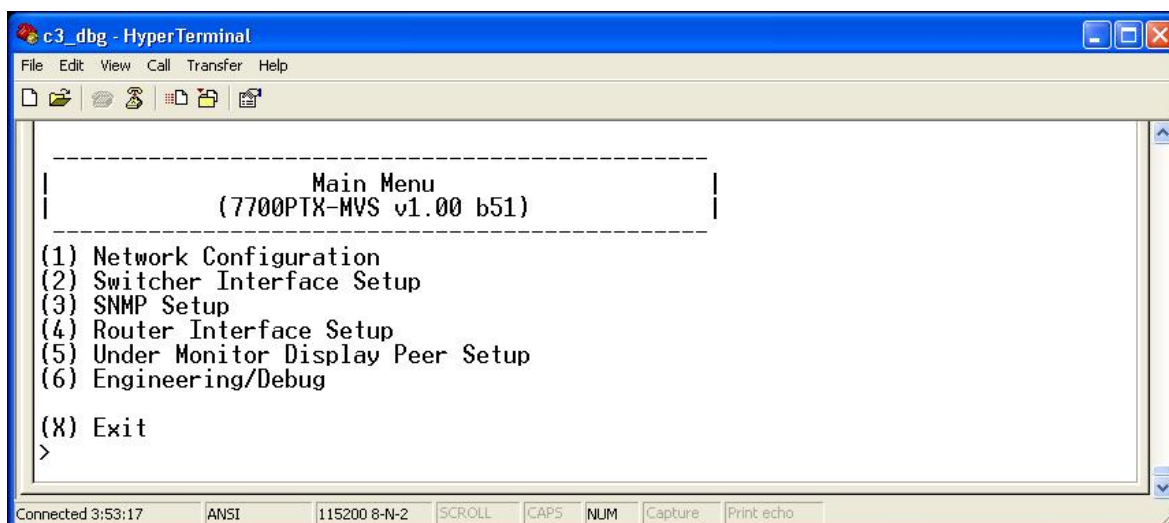 c3_dbg - HyperTerminal
File Edit View Call Transfer Help
Main Menu
(7700PTX-MVS v1.00 b51)
(1) Network Configuration
(2) Switcher Interface Setup
(3) SNMP Setup
(4) Router Interface Setup
(5) Under Monitor Display Peer Setup
(6) Engineering/Debug
(X) Exit
>
Connected 3:53:17 ANSI 115200 8-N-2 SCROLL CAPS NUM Capture Print echo